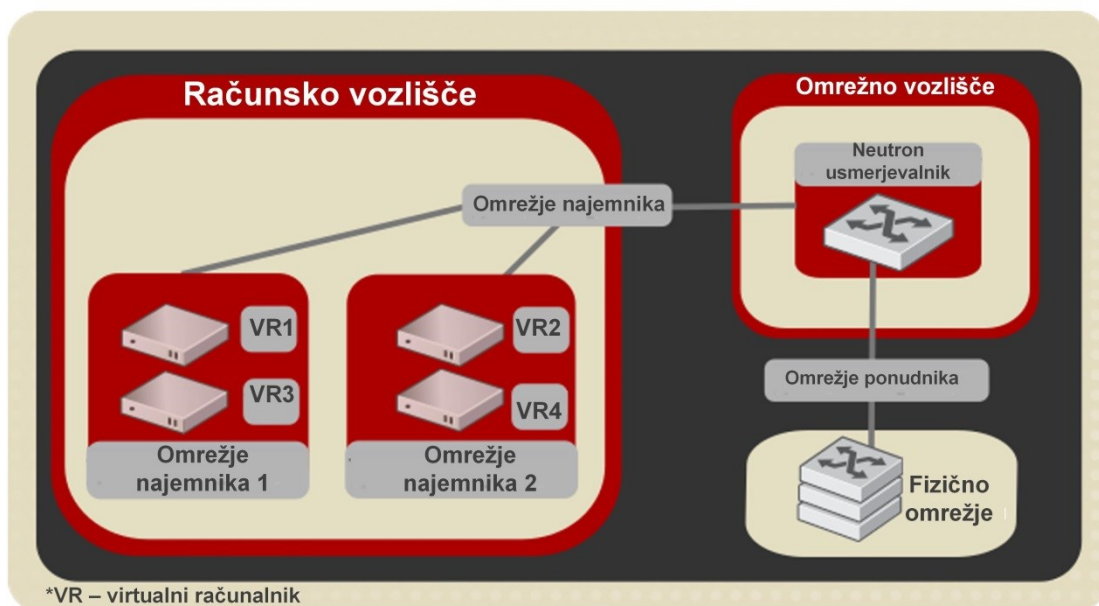 Računsko vozlišče
Omrežno vozlišče
Neutron
usmerjevalnik
Omrežje najemnika
VR1
VR2
VR3
VR4
Omrežje
najemnika 1
Omrežje
najemnika 2
Omrežje ponudnika
Fizično
omrežje
*VR – virtualni računalnik